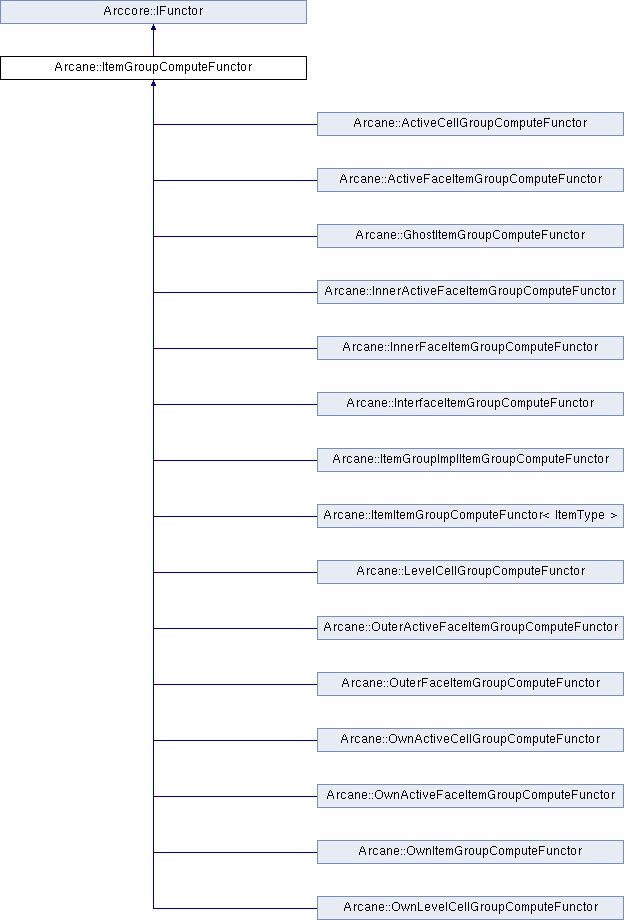 Arccore::IFunctor
Arcane::ItemGroupComputeFunctor
Arcane::ActiveCellGroupComputeFunctor
Arcane::ActiveFaceItemGroupComputeFunctor
Arcane::GhostItemGroupComputeFunctor
Arcane::InnerActiveFaceItemGroupComputeFunctor
Arcane::InnerFaceItemGroupComputeFunctor
Arcane::InterfaceItemGroupComputeFunctor
Arcane::ItemGroupImplItemGroupComputeFunctor
Arcane::ItemItemGroupComputeFunctor< ItemType >
Arcane::LevelCellGroupComputeFunctor
Arcane::OuterActiveFaceItemGroupComputeFunctor
Arcane::OuterFaceItemGroupComputeFunctor
Arcane::OwnActiveCellGroupComputeFunctor
Arcane::OwnActiveFaceItemGroupComputeFunctor
Arcane::OwnItemGroupComputeFunctor
Arcane::OwnLevelCellGroupComputeFunctor